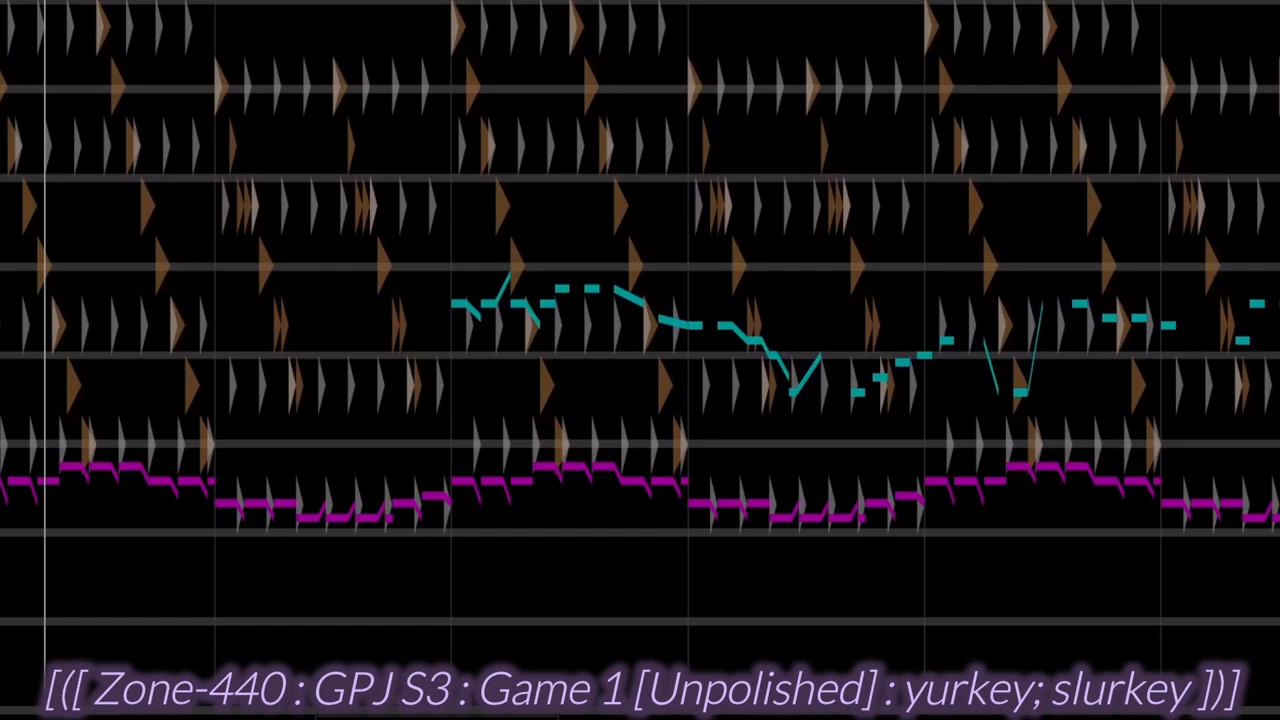 [([ Zone-440 : GPJ S3 : Game 1 [Unpolished] : yurkey; slurkey ])]